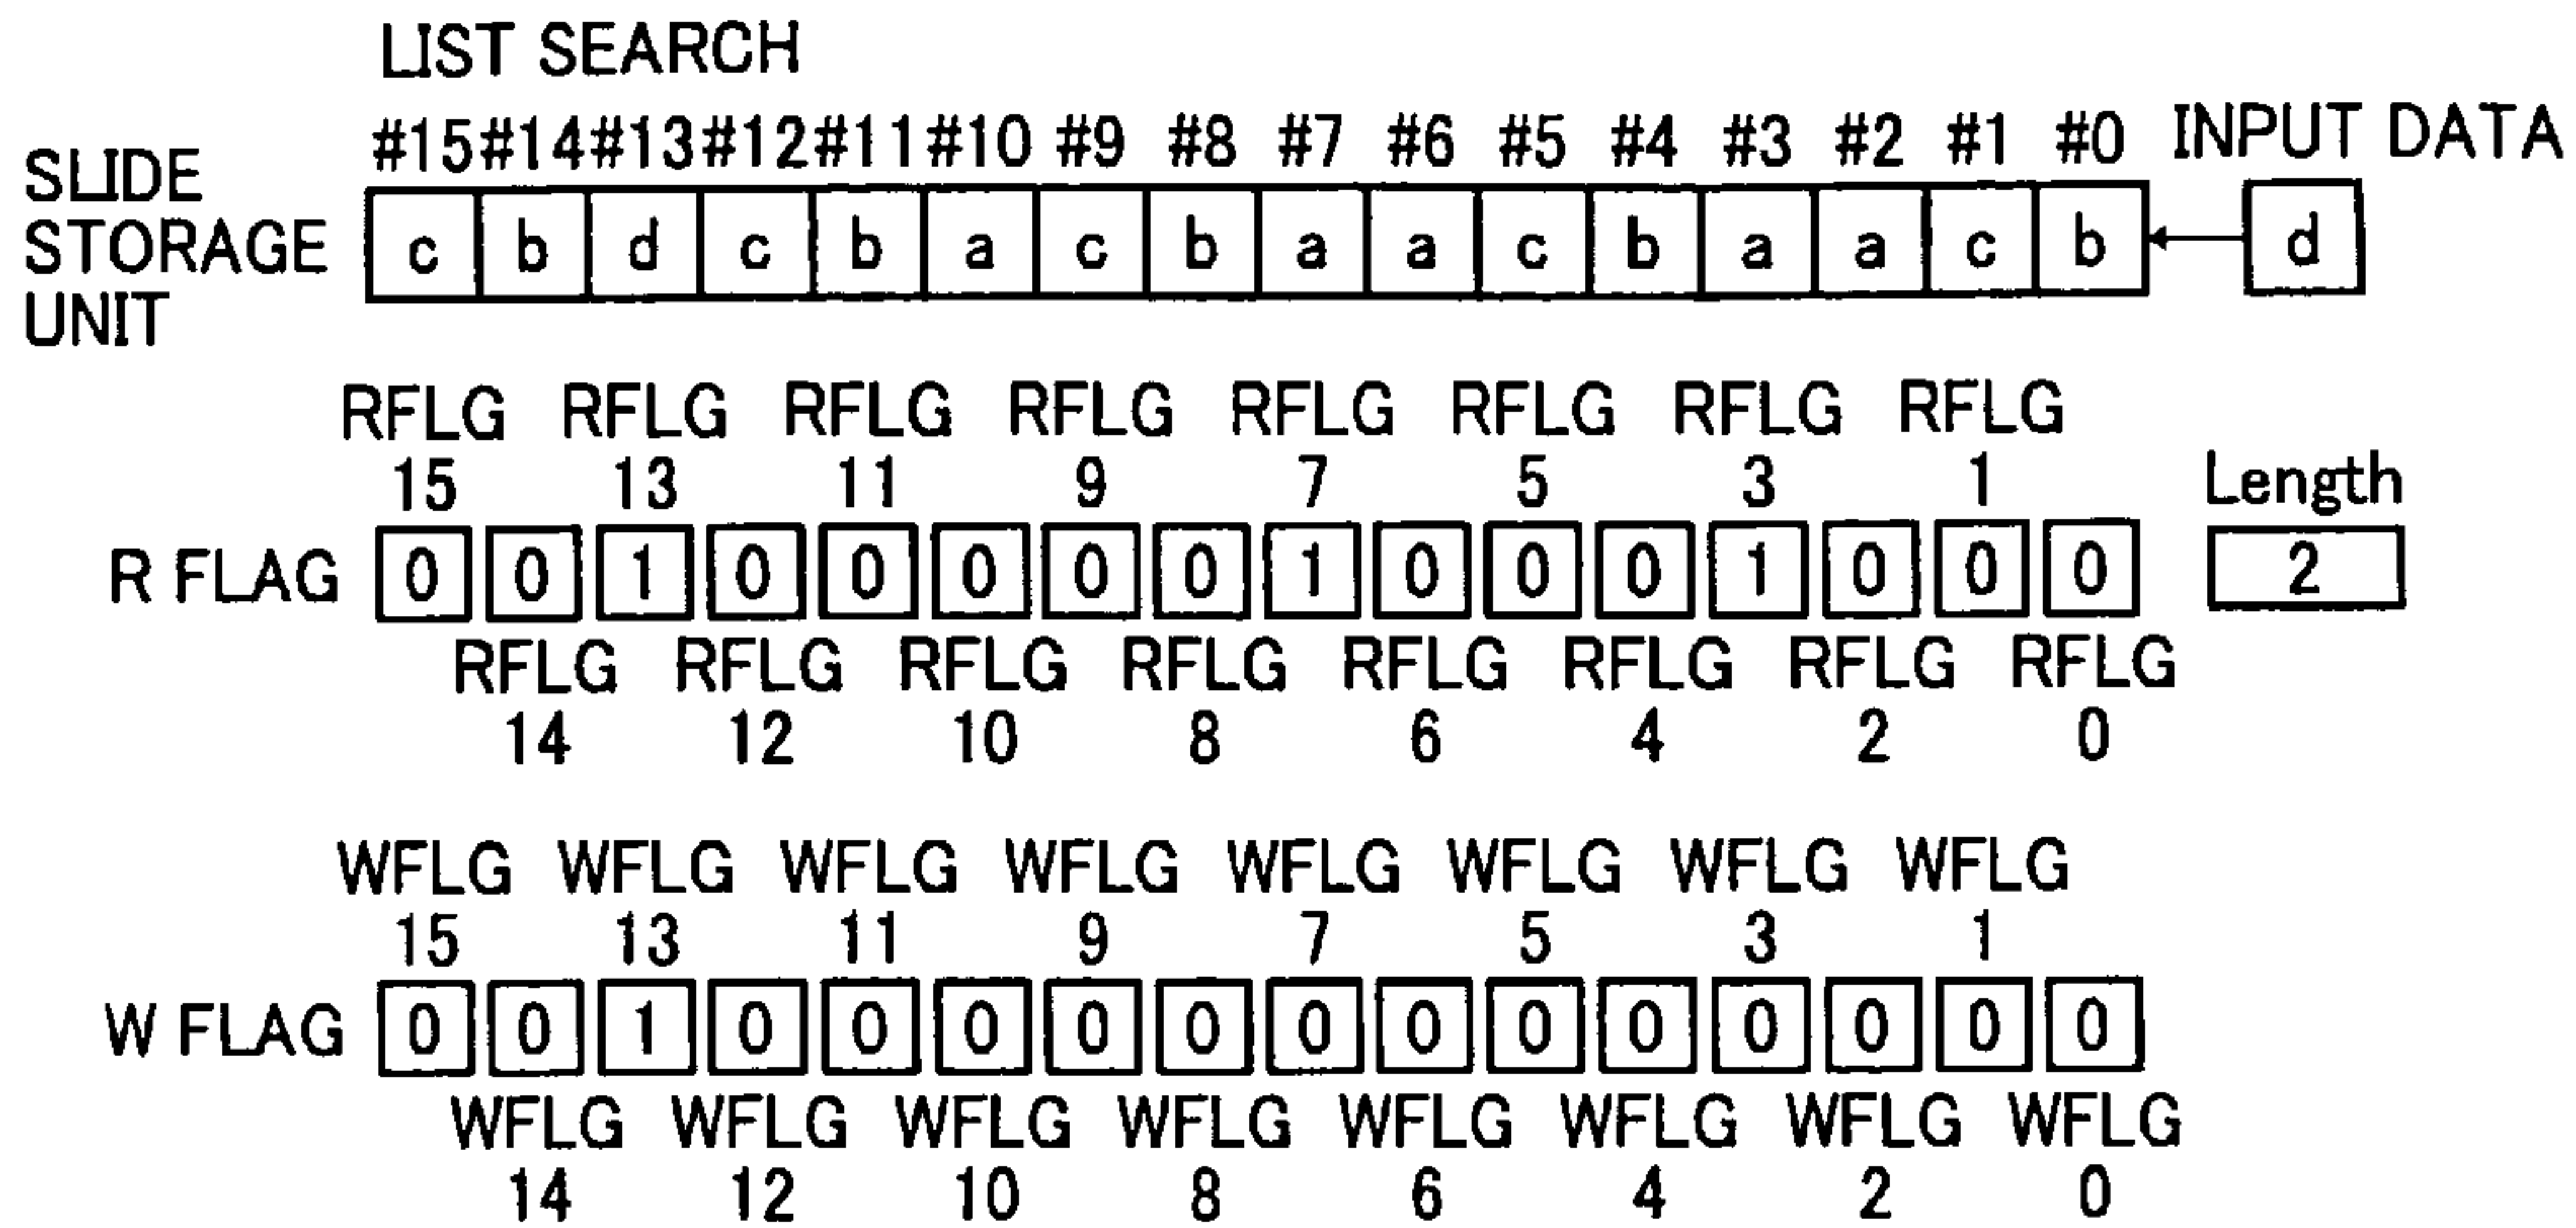 LIST SEARCH
#15 #14 #13 #12 #11 #10 #9 #8 #7 #6 #5 #4 #3 #2 #1 #0 INPUT DATA
SLIDE STORAGE UNIT
c b d c b a c b a a c b a a c b d
RFLG RFLG RFLG RFLG RFLG RFLG RFLG RFLG
15 13 11 9 7 5 3 1 Length
R FLAG 0 0 1 0 0 0 0 0 1 0 0 0 1 0 0 0 2
RFLG RFLG RFLG RFLG RFLG RFLG RFLG RFLG
14 12 10 8 6 4 2 0
WFLG WFLG WFLG WFLG WFLG WFLG WFLG WFLG
15 13 11 9 7 5 3 1
W FLAG 0 0 1 0 0 0 0 0 0 0 0 0 0 0 0 0
WFLG WFLG WFLG WFLG WFLG WFLG WFLG WFLG
14 12 10 8 6 4 2 0